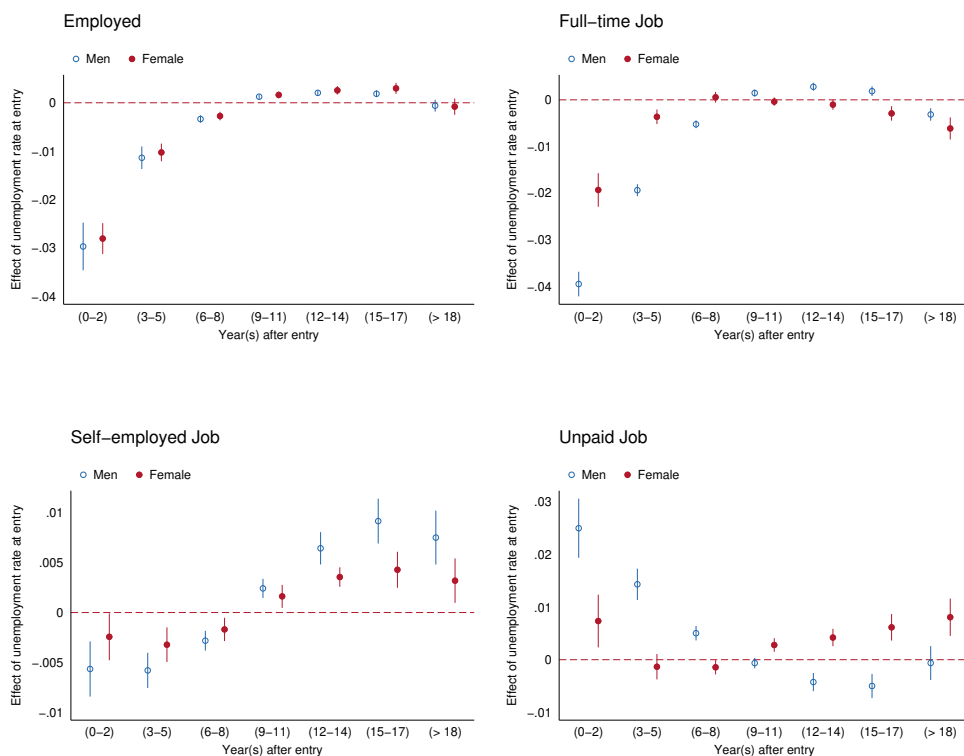 Employed
Men Female
Effect of unemployment rate at entry
0
−.01
−.03
−.02
−.04
(0−2) (3−5) (6−8) (9−11) (12−14) (15−17) (> 18)
Year(s) after entry
Full−time Job
Men Female
Effect of unemployment rate at entry
0
−.01
−.02
−.03
−.04
(0−2) (3−5) (6−8) (9−11) (12−14) (15−17) (> 18)
Year(s) after entry
Self−employed Job
Men Female
Effect of unemployment rate at entry
.01
.005
0
−.005
−.01
(0−2) (3−5) (6−8) (9−11) (12−14) (15−17) (> 18)
Year(s) after entry
Unpaid Job
Men Female
Effect of unemployment rate at entry
.03
.02
.01
0
−.01
(0−2) (3−5) (6−8) (9−11) (12−14) (15−17) (> 18)
Year(s) after entry